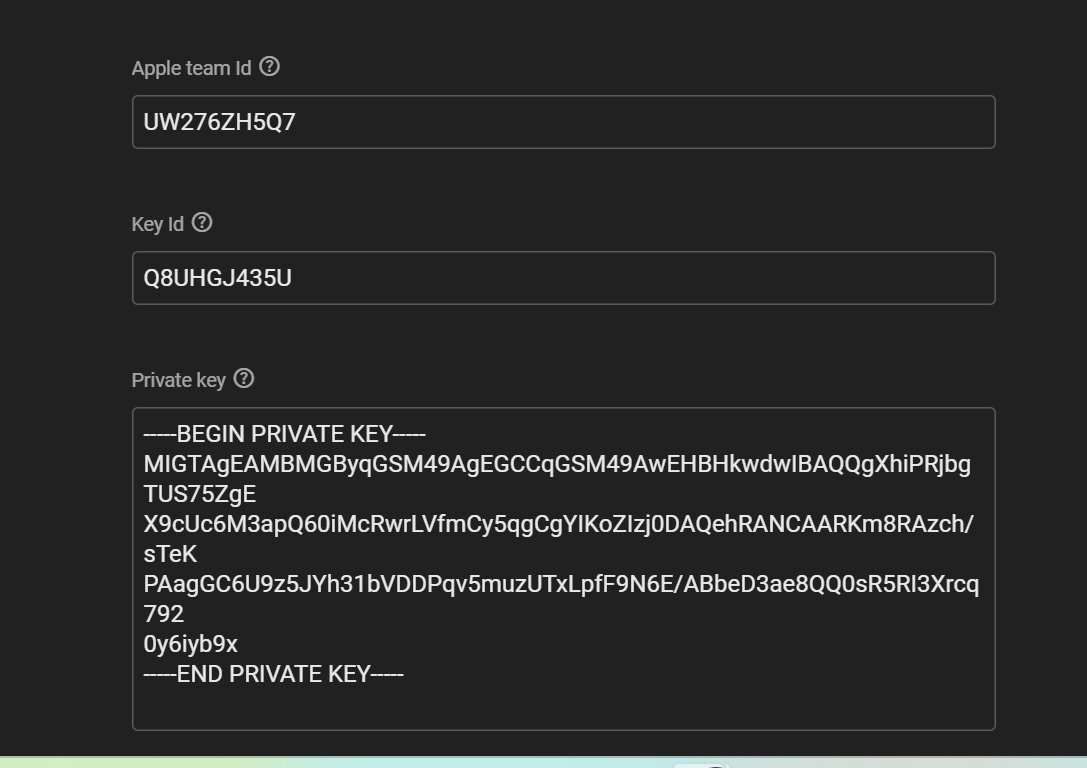 Apple team Id
UW276ZH5Q7
Key Id
Q8UHGJ435U
Private key
-----BEGIN PRIVATE KEY-----
MIGTAgEAMBMGByqGSM49AgEGCCqGSM49AwEHBHkwdwIBAQQgXhiPRjbg
TUS75ZgE
X9cUc6M3apQ60iMcRwrLVfmCy5qgCgYIKoZIzj0DAQehRANCAARKm8RAzch/
sTeK
PAagGC6U9z5JYh31bVDDPqv5muzUTxLpfF9N6E/ABbeD3ae8QQ0sR5RI3Xrcq
792
0y6iyb9x
-----END PRIVATE KEY-----